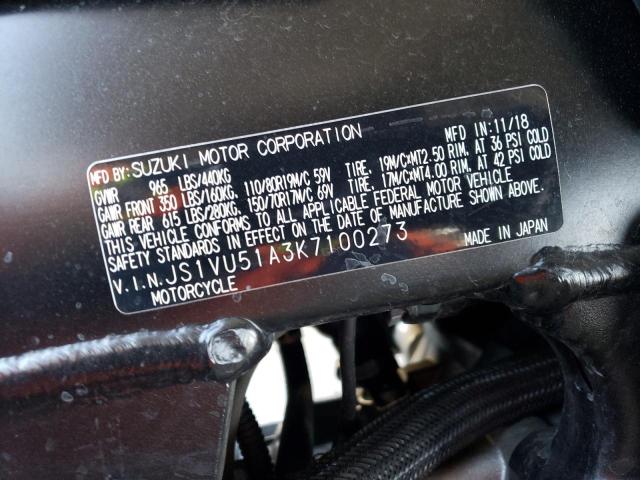 MFD BY: SUZUKI MOTOR CORPORATION MFD IN: 11/18
GVWR 965 LBS/440KG
GAWR FRONT 350 LBS/160KG. 110/80R19M/C 59V TIRE, 19M/C×MT2.50 RIM, AT 36 PSI COLD
GAWR REAR 615 LBS/280KG. 150/70R17M/C 69V TIRE, 17M/C×MT4.00 RIM, AT 42 PSI COLD
THIS VEHICLE CONFORMS TO ALL APPLICABLE FEDERAL MOTOR VEHICLE
SAFETY STANDARDS IN EFFECT ON THE DATE OF MANUFACTURE SHOWN ABOVE.
V.I.N. JS1VU51A3K7100273 MADE IN JAPAN
MOTORCYCLE